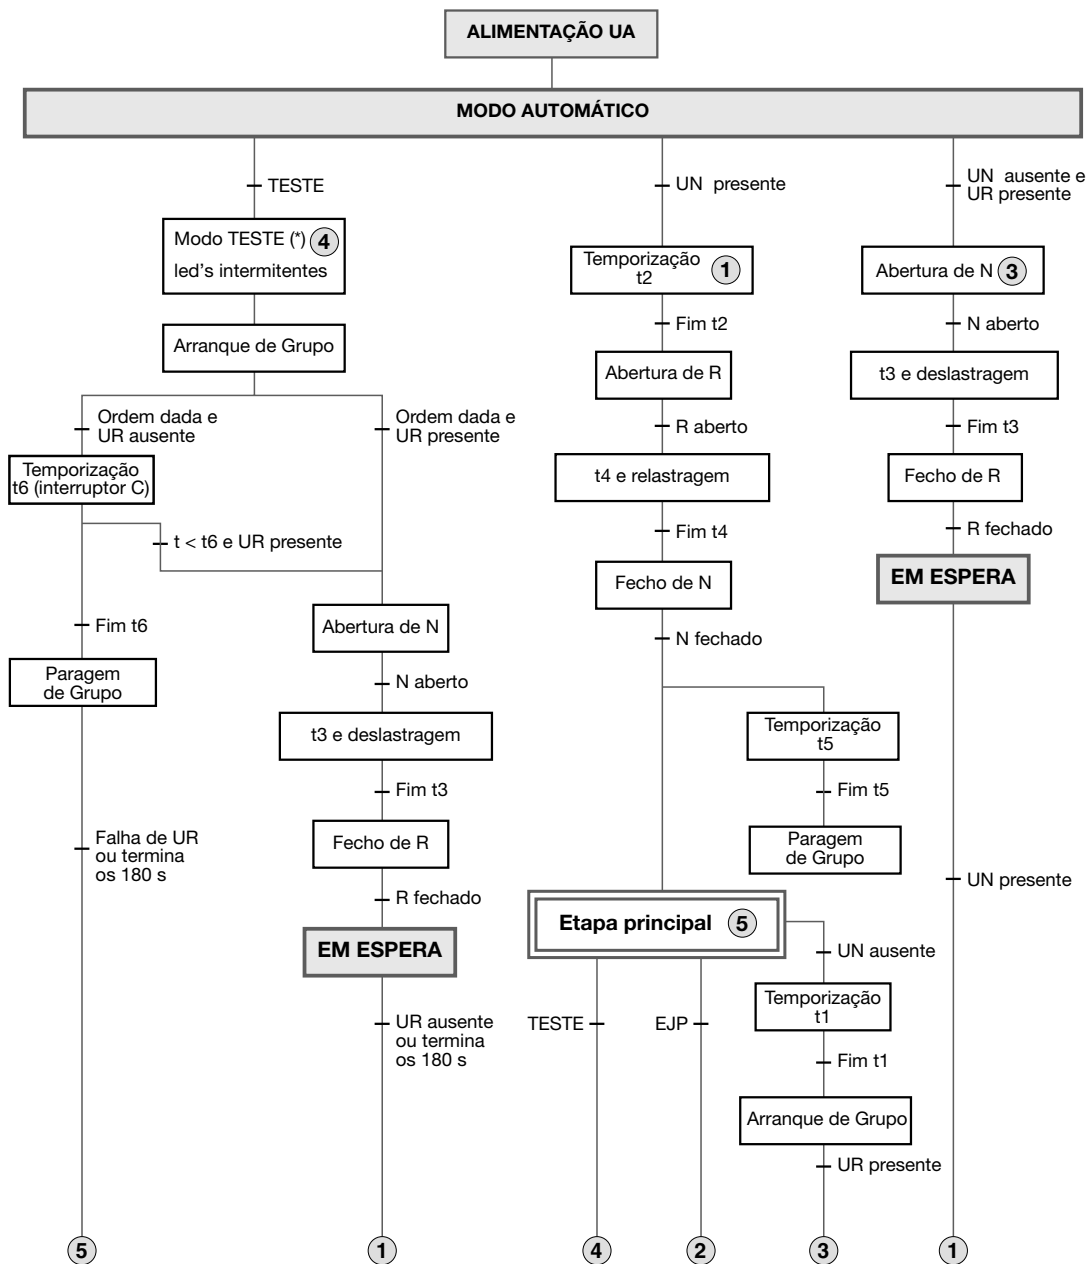 ALIMENTAÇÃO UA
MODO AUTOMÁTICO
TESTE
UN presente
UN ausente e
UR presente
Modo TESTE (*) 4
led's intermitentes
Temporização
t2
1
Abertura de N 3
Fim t2
N aberto
Arranque de Grupo
Abertura de R
t3 e deslastragem
Ordem dada e
UR ausente
Ordem dada e
UR presente
R aberto
Fim t3
Temporização
t6 (interruptor C)
t4 e relastragem
Fecho de R
t < t6 e UR presente
Fim t4
R fechado
Fecho de N
EM ESPERA
Fim t6
Abertura de N
N fechado
Paragem
de Grupo
N aberto
t3 e deslastragem
Temporização
t5
Fim t3
Fim t5
Falha de UR
ou termina
os 180 s
Fecho de R
Paragem
de Grupo
UN presente
R fechado
Etapa principal 5
EM ESPERA
UN ausente
UR ausente
ou termina
os 180 s
TESTE
EJP
Temporização
t1
Fim t1
Arranque de Grupo
UR presente
5
1
4
2
3
1